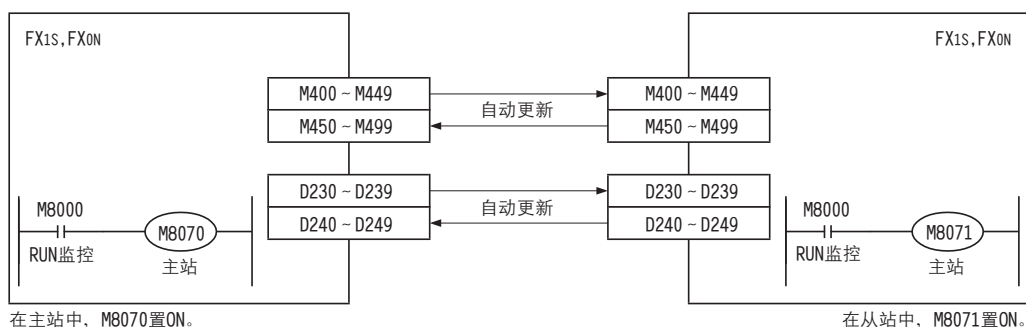 FX1S,FX0N
FX1S,FX0N
M400~M449
M400~M449
自动更新
M450~M499
M450~M499
D230~D239
D230~D239
自动更新
D240~D249
D240~D249
M8000
M8070
RUN监控
主站
M8000
M8071
RUN监控
主站
在主站中，M8070置ON。
在从站中，M8071置ON。